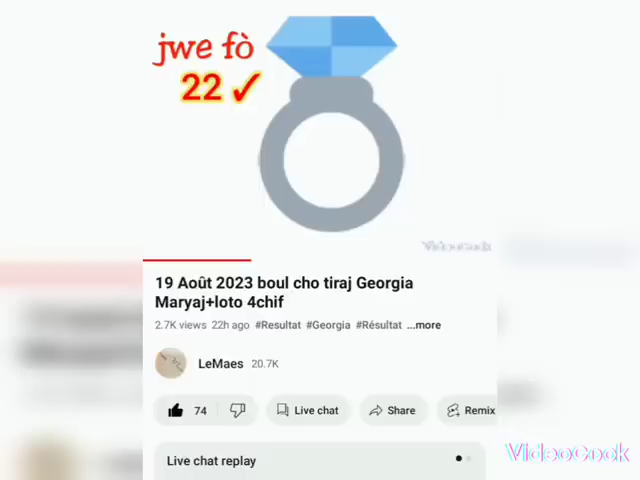 jwe fò
22 ✓
VideoCook
19 Août 2023 boul cho tiraj Georgia
Maryaj+loto 4chif
2.7K views 22h ago #Resultat #Georgia #Résultat ...more
LeMaes 20.7K
74 Live chat Share Remix
Live chat replay
VideoCook